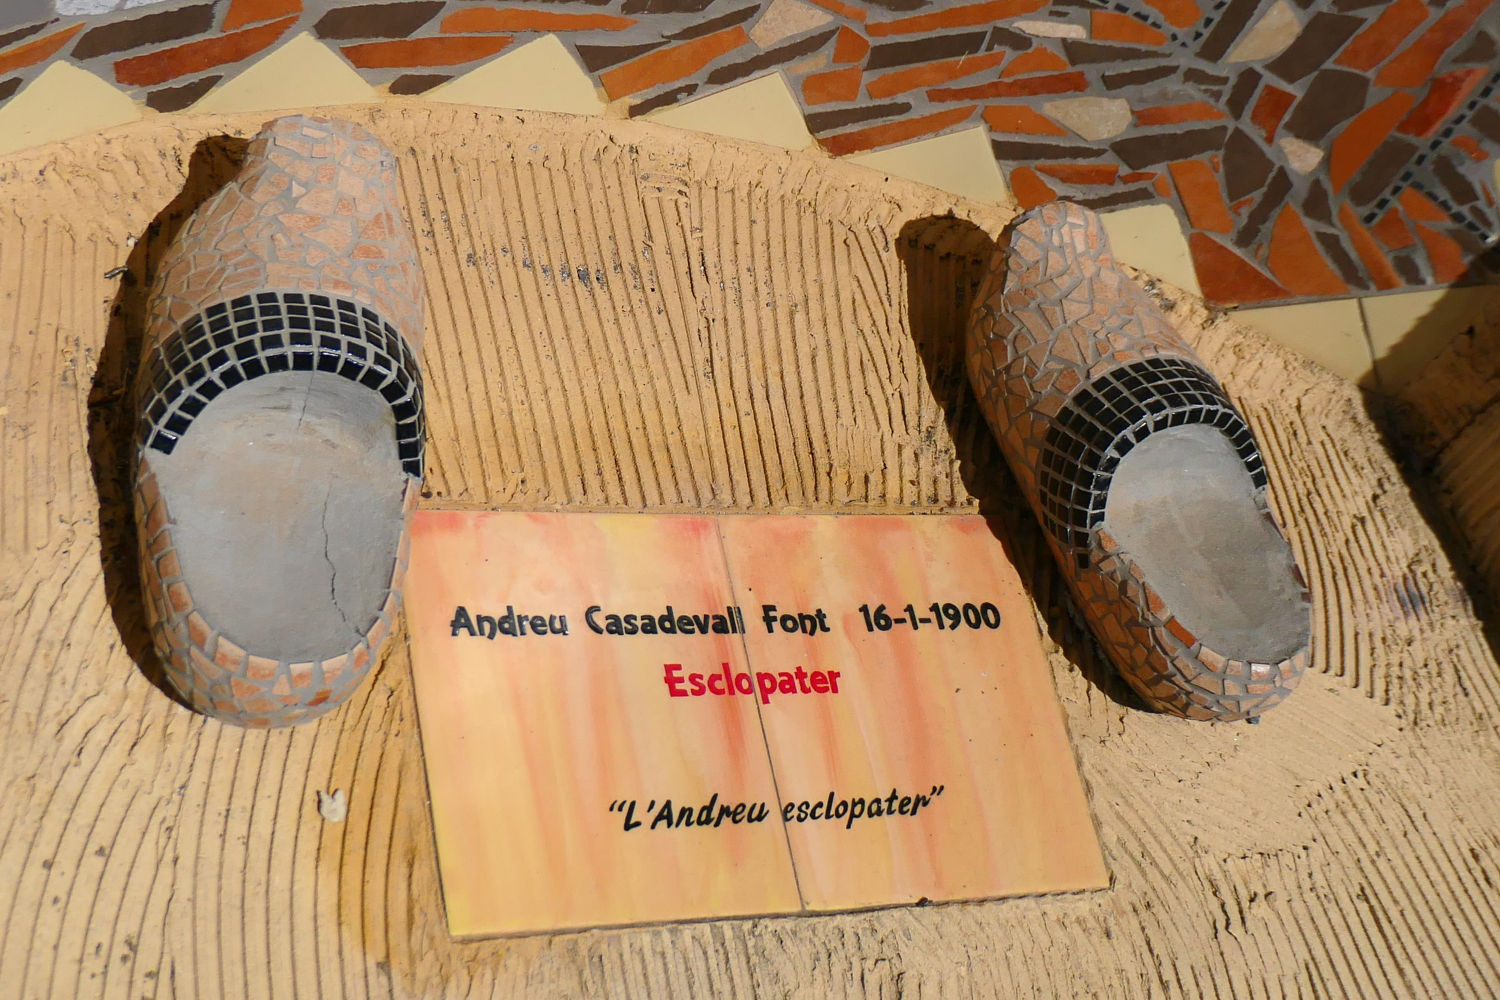 Andreu Casadevall Font 16-1-1900
Esclopater
“L'Andreu esclopater”